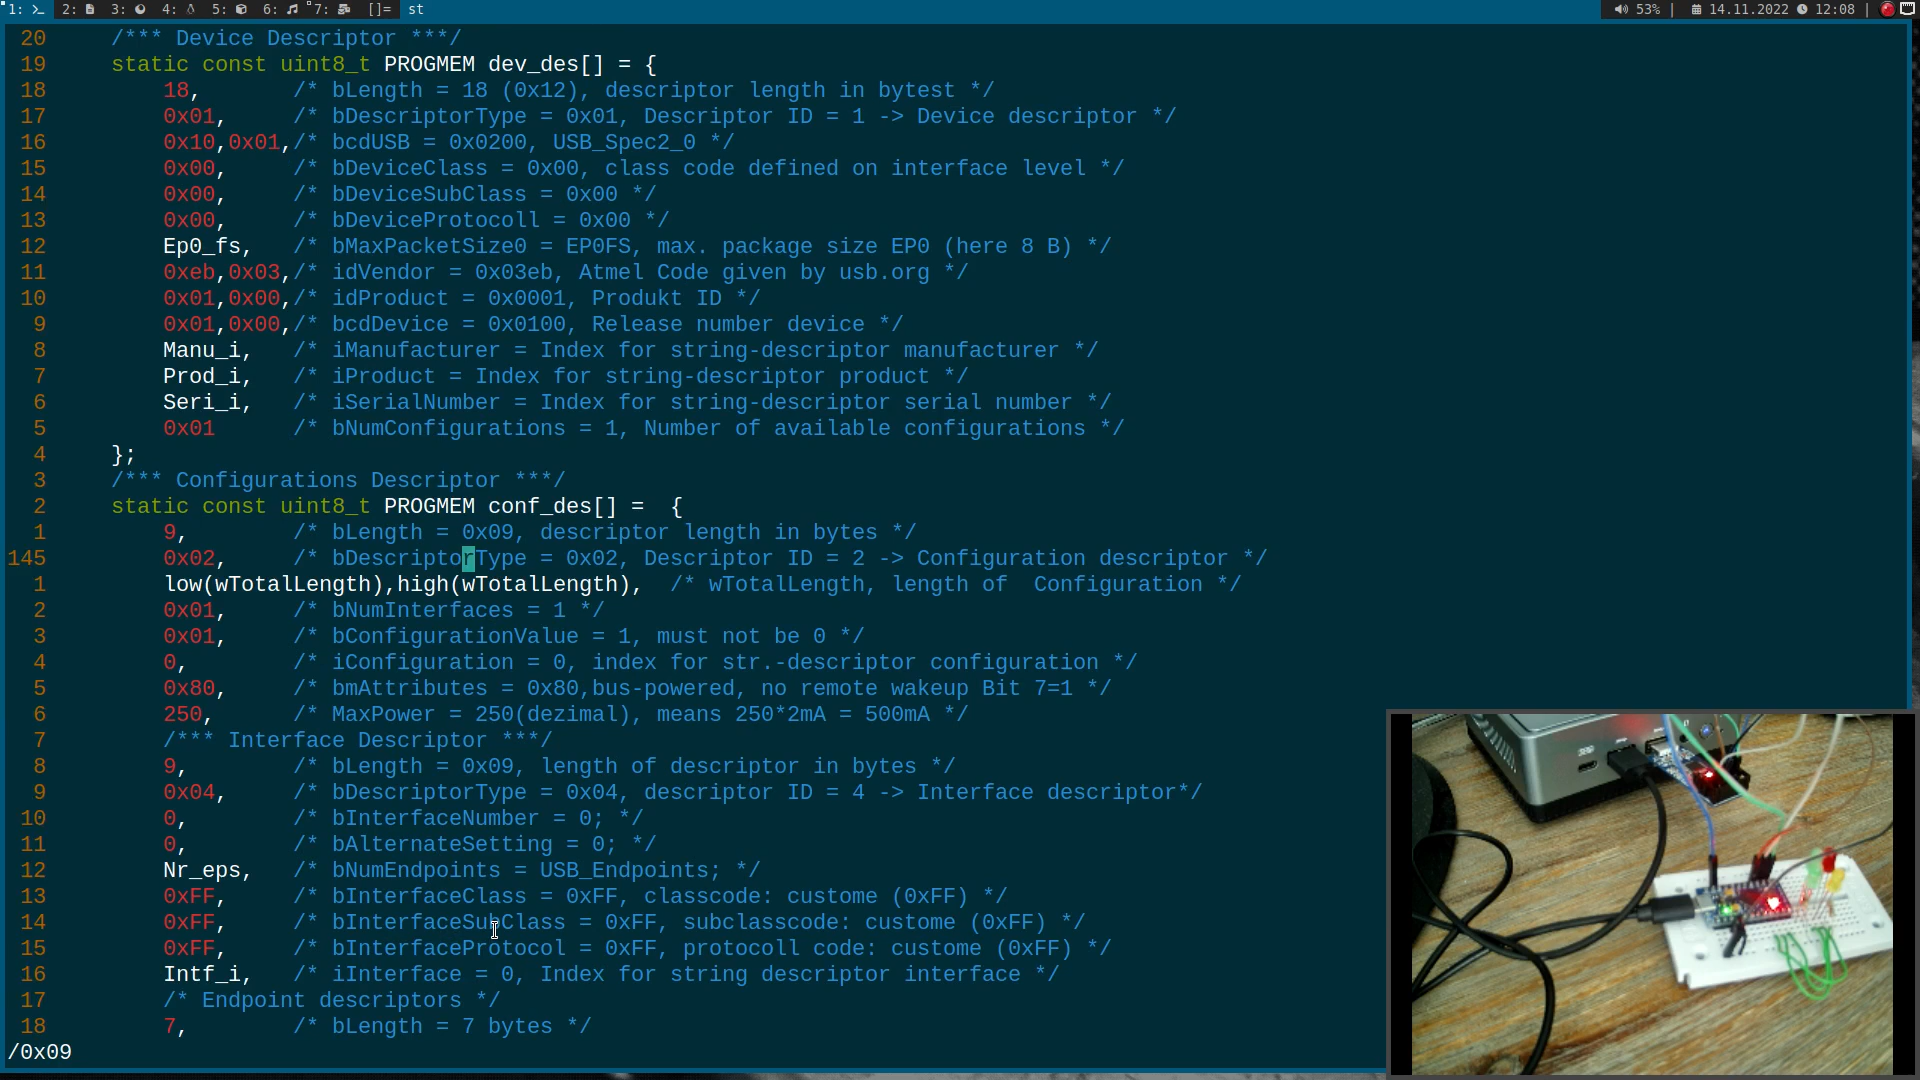 1: 2: 3: 4: 5: 6: 7: []= st 53% | 14.11.2022 12:08 |
20 /*** Device Descriptor ***/
19 static const uint8_t PROGMEM dev_des[] = {
18 18, /* bLength = 18 (0x12), descriptor length in bytest */
17 0x01, /* bDescriptorType = 0x01, Descriptor ID = 1 -> Device descriptor */
16 0x10,0x01,/* bcdUSB = 0x0200, USB_Spec2_0 */
15 0x00, /* bDeviceClass = 0x00, class code defined on interface level */
14 0x00, /* bDeviceSubClass = 0x00 */
13 0x00, /* bDeviceProtocoll = 0x00 */
12 Ep0_fs, /* bMaxPacketSize0 = EP0FS, max. package size EP0 (here 8 B) */
11 0xeb,0x03,/* idVendor = 0x03eb, Atmel Code given by usb.org */
10 0x01,0x00,/* idProduct = 0x0001, Produkt ID */
9 0x01,0x00,/* bcdDevice = 0x0100, Release number device */
8 Manu_i, /* iManufacturer = Index for string-descriptor manufacturer */
7 Prod_i, /* iProduct = Index for string-descriptor product */
6 Seri_i, /* iSerialNumber = Index for string-descriptor serial number */
5 0x01 /* bNumConfigurations = 1, Number of available configurations */
4 };
3 /*** Configurations Descriptor ***/
2 static const uint8_t PROGMEM conf_des[] = {
1 9, /* bLength = 0x09, descriptor length in bytes */
145 0x02, /* bDescriptorType = 0x02, Descriptor ID = 2 -> Configuration descriptor */
1 low(wTotalLength),high(wTotalLength), /* wTotalLength, length of Configuration */
2 0x01, /* bNumInterfaces = 1 */
3 0x01, /* bConfigurationValue = 1, must not be 0 */
4 0, /* iConfiguration = 0, index for str.-descriptor configuration */
5 0x80, /* bmAttributes = 0x80,bus-powered, no remote wakeup Bit 7=1 */
6 250, /* MaxPower = 250(dezimal), means 250*2mA = 500mA */
7 /*** Interface Descriptor ***/
8 9, /* bLength = 0x09, length of descriptor in bytes */
9 0x04, /* bDescriptorType = 0x04, descriptor ID = 4 -> Interface descriptor*/
10 0, /* bInterfaceNumber = 0; */
11 0, /* bAlternateSetting = 0; */
12 Nr_eps, /* bNumEndpoints = USB_Endpoints; */
13 0xFF, /* bInterfaceClass = 0xFF, classcode: custome (0xFF) */
14 0xFF, /* bInterfaceSubClass = 0xFF, subclasscode: custome (0xFF) */
15 0xFF, /* bInterfaceProtocol = 0xFF, protocoll code: custome (0xFF) */
16 Intf_i, /* iInterface = 0, Index for string descriptor interface */
17 /* Endpoint descriptors */
18 7, /* bLength = 7 bytes */
/0x09